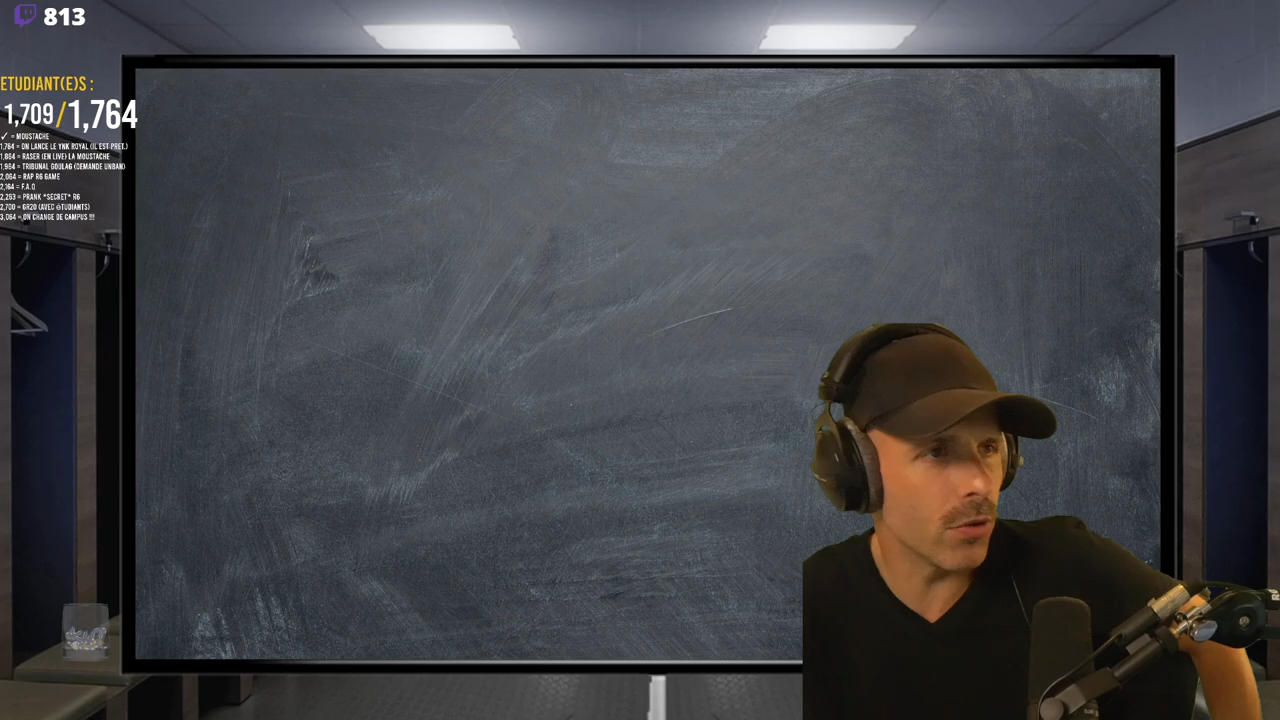 813
ETUDIANT(E)S :
1,709/1,764
✓ = MOUSTACHE
1,764 = ON LANCE LE YNK ROYAL (IL EST PRET.)
1,864 = RASER (EN LIVE) LA MOUSTACHE
1,964 = TRIBUNAL GOULAG (DEMANDE UNBAN)
2,064 = RAP R6 GAME
2,164 = F.A.Q
2,263 = PRANK *SECRET* R6
2,700 = GR20 (AVEC ÉTUDIANTS)
3,064 = ON CHANGE DE CAMPUS !!!